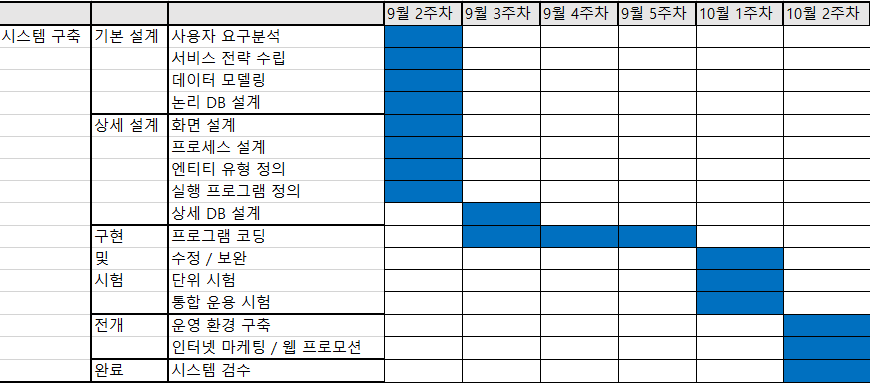 9월 2주차 9월 3주차 9월 4주차 9월 5주차 10월 1주차 10월 2주차
시스템 구축 기본 설계 사용자 요구분석
서비스 전략 수립
데이터 모델링
논리 DB 설계
상세 설계 화면 설계
프로세스 설계
엔티티 유형 정의
실행 프로그램 정의
상세 DB 설계
구현 프로그램 코딩
및 수정 / 보완
시험 단위 시험
통합 운용 시험
전개 운영 환경 구축
인터넷 마케팅 / 웹 프로모션
완료 시스템 검수